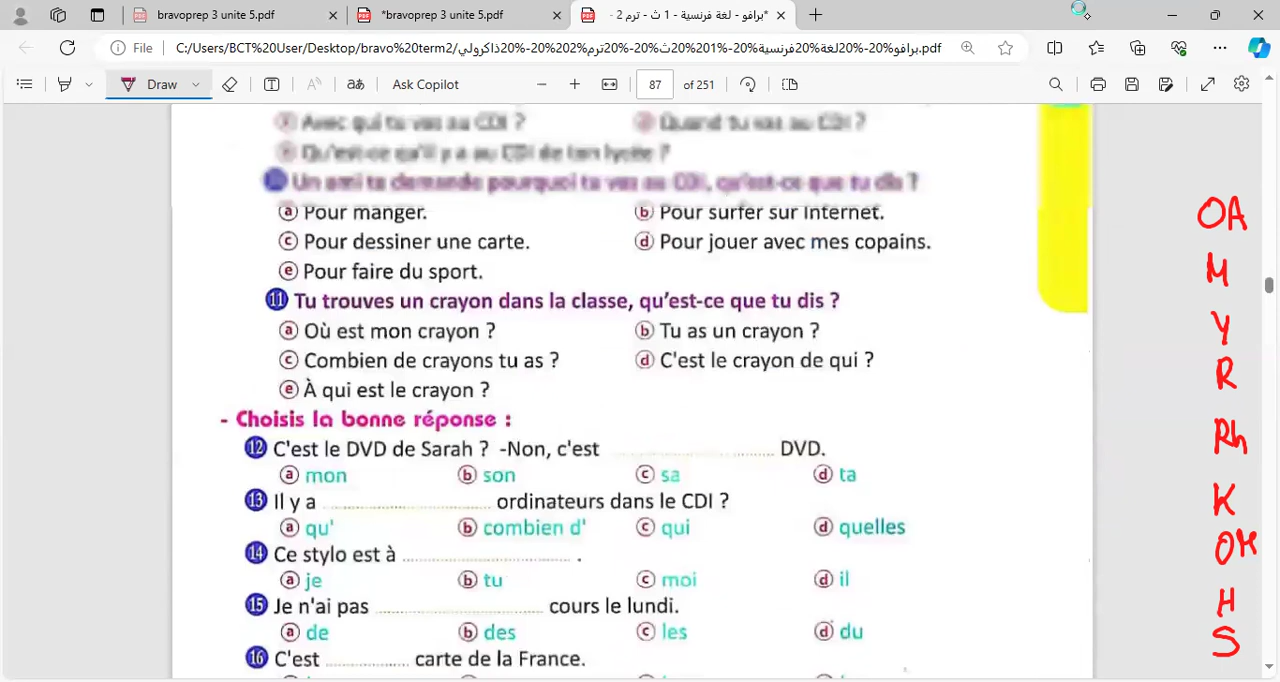 bravoprep 3 unite 5.pdf
*bravoprep 3 unite 5.pdf
*برافو - لغة فرنسية - 1 ث - ترم 2 -
File
C:/Users/BCT%20User/Desktop/bravo%20term2/برافو%20-%20لغة%20فرنسية%20-%201%20ث%20-%20ترم%202%20-%20ذاكرولي.pdf
Draw
aあ
Ask Copilot
87 of 251
Avec qui tu vas au CDI ?
Quand tu vas au CDI ?
Qu'est-ce qu'il y a au CDI de ton lycée ?
Un ami te demande pourquoi tu vas au CDI, qu'est-ce que tu dis ?
a Pour manger.
b Pour surfer sur Internet.
c Pour dessiner une carte.
d Pour jouer avec mes copains.
e Pour faire du sport.
11 Tu trouves un crayon dans la classe, qu'est-ce que tu dis ?
a Où est mon crayon ?
b Tu as un crayon ?
c Combien de crayons tu as ?
d C'est le crayon de qui ?
e À qui est le crayon ?
- Choisis la bonne réponse :
12 C'est le DVD de Sarah ? -Non, c'est .................... DVD.
a mon b son c sa d ta
13 Il y a .................... ordinateurs dans le CDI ?
a qu' b combien d' c qui d quelles
14 Ce stylo est à .................... .
a je b tu c moi d il
15 Je n'ai pas .................... cours le lundi.
a de b des c les d du
16 C'est ............ carte de la France.
OA
M
Y
R
Rh
K
OM
H
S